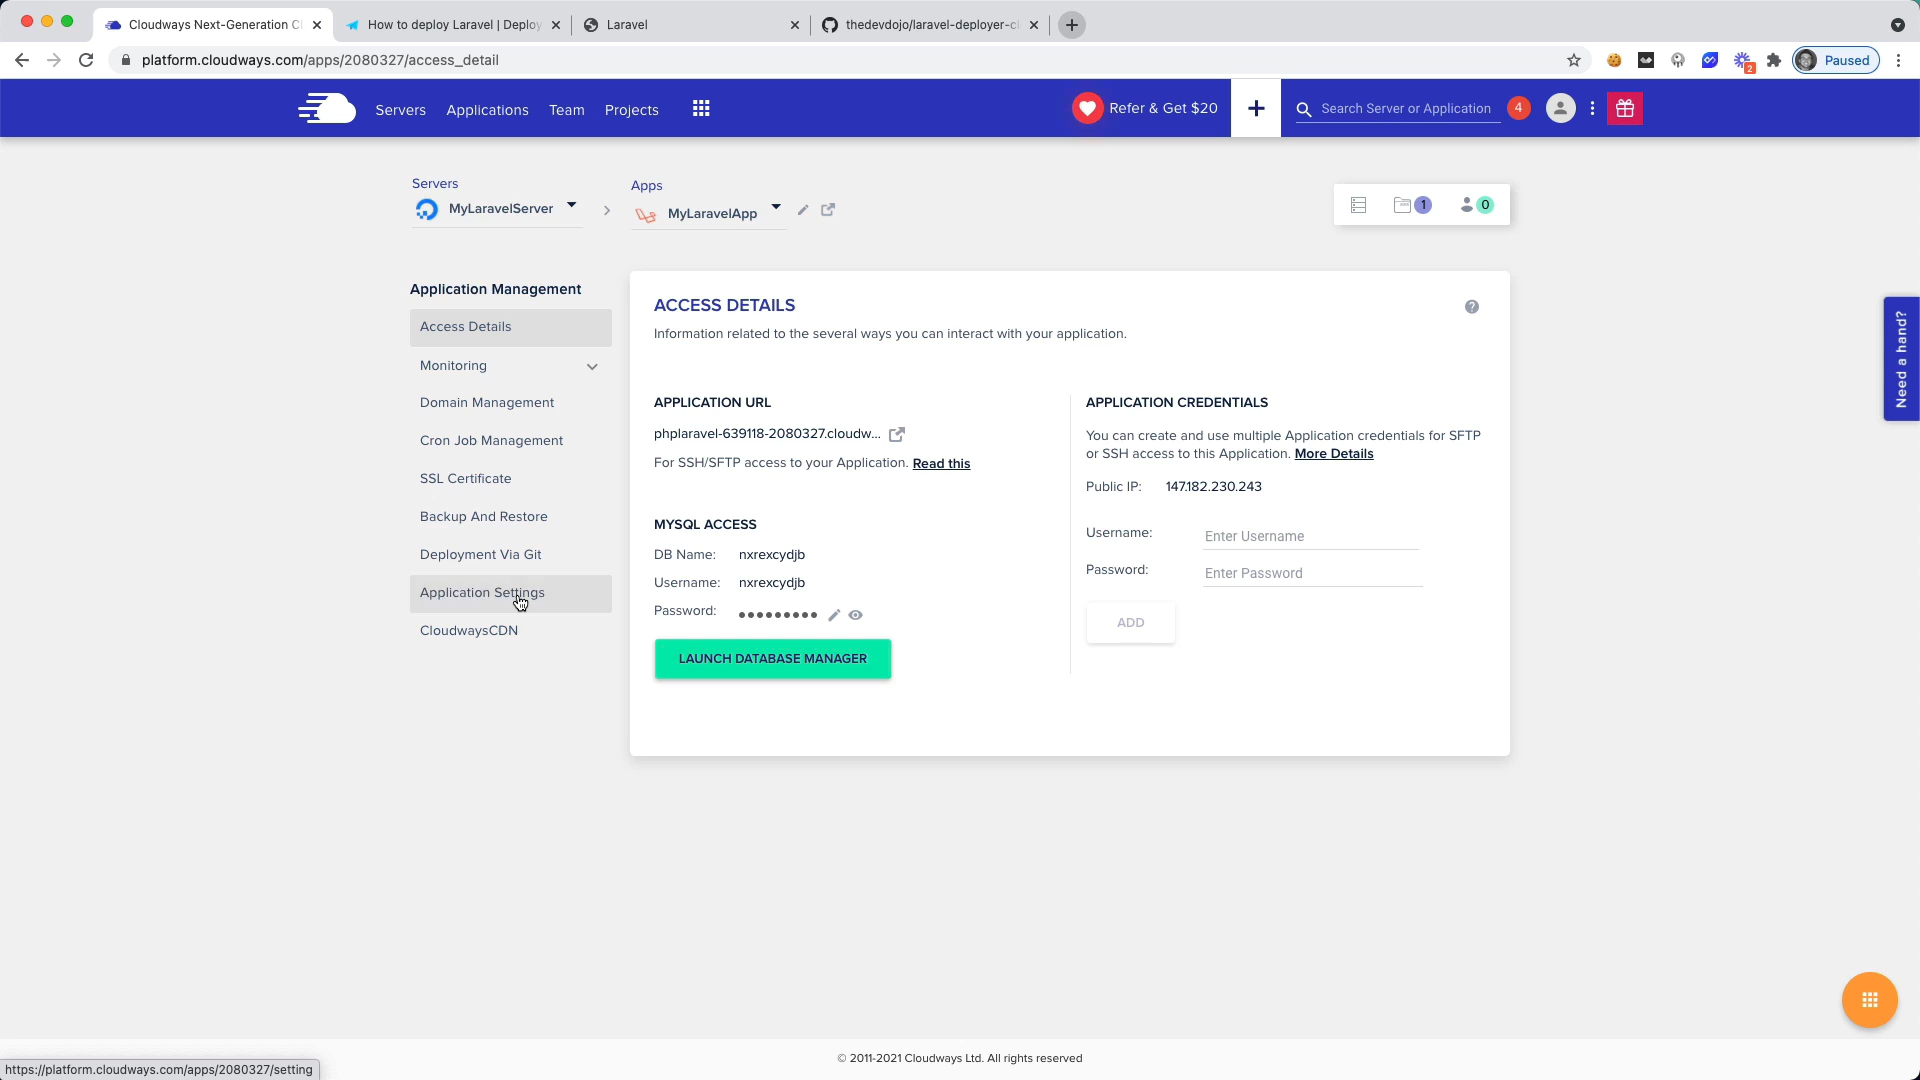 Cloudways Next-Generation C
How to deploy Laravel | Deploy
Laravel
thedevdojo/laravel-deployer-c
platform.cloudways.com/apps/2080327/access_detail
2
Paused
Servers
Applications
Team
Projects
Refer & Get $20
+
Search Server or Application
4
Servers
MyLaravelServer
Apps
MyLaravelApp
1
0
Application Management
Access Details
Monitoring
Domain Management
Cron Job Management
SSL Certificate
Backup And Restore
Deployment Via Git
Application Settings
CloudwaysCDN
ACCESS DETAILS
Information related to the several ways you can interact with your application.
APPLICATION URL
phplaravel-639118-2080327.cloudw...
For SSH/SFTP access to your Application. Read this
MYSQL ACCESS
DB Name: nxrexcydjb
Username: nxrexcydjb
Password: •••••••••
LAUNCH DATABASE MANAGER
APPLICATION CREDENTIALS
You can create and use multiple Application credentials for SFTP
or SSH access to this Application. More Details
Public IP: 147.182.230.243
Username: Enter Username
Password: Enter Password
ADD
Need a hand?
© 2011-2021 Cloudways Ltd. All rights reserved
https://platform.cloudways.com/apps/2080327/setting